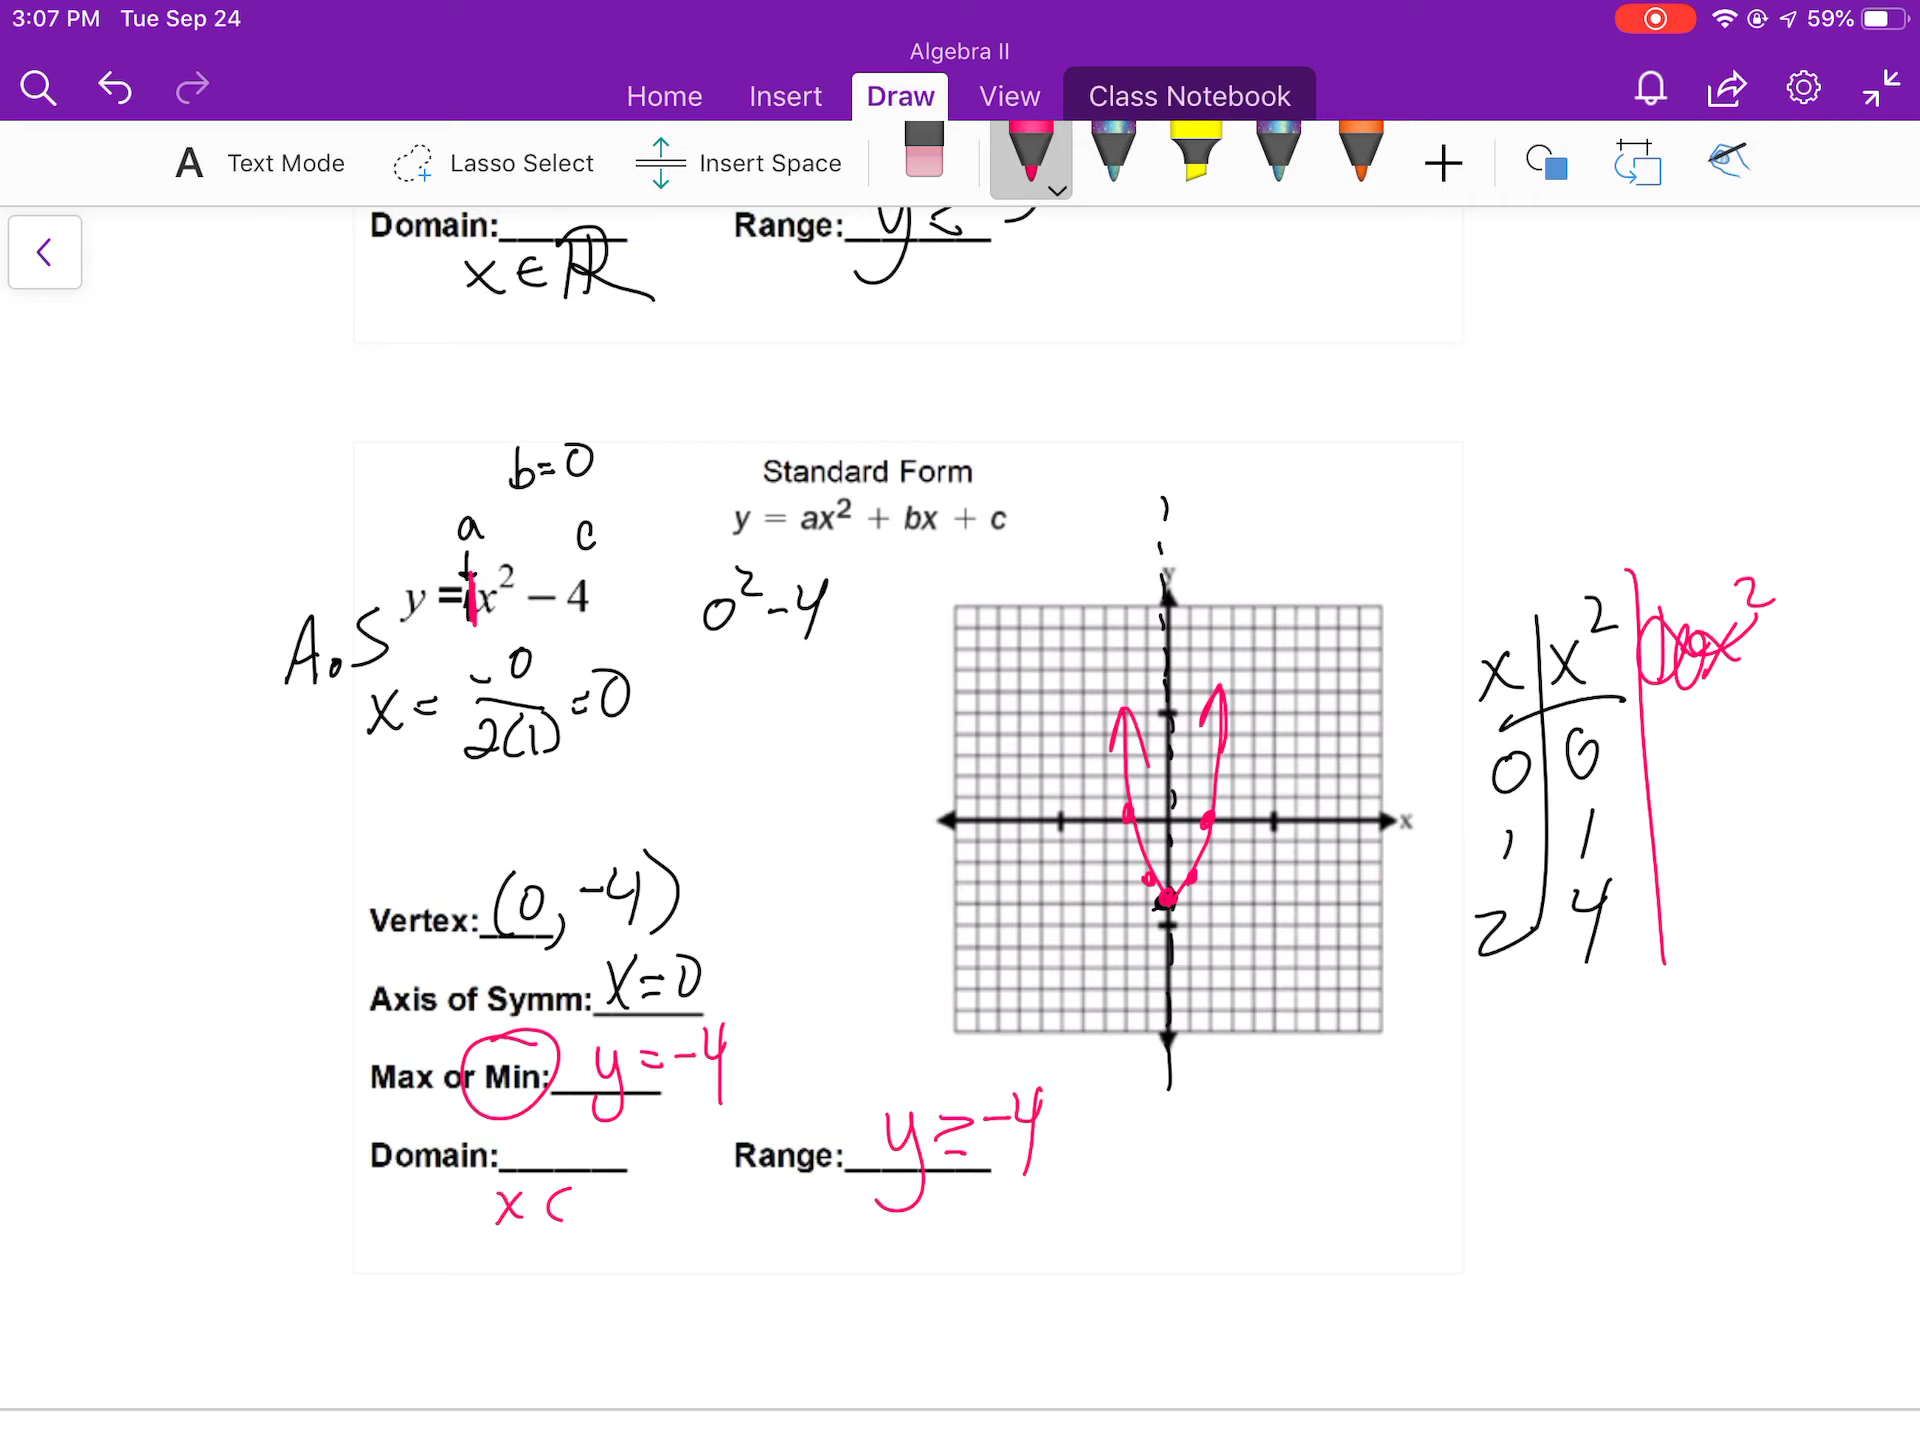 3:07 PM Tue Sep 24
59%
Algebra II
Home Insert Draw View Class Notebook
A Text Mode Lasso Select Insert Space
Domain: Range: y ≤
x ∈ ℝ
b=0
Standard Form
y = ax² + bx + c
a c
y = 1x² − 4
0² - 4
A.S
x = -0/2(1) = 0
y
x
x | x²
0 | 0
1 | 1
2 | 4
Vertex: (0, -4)
Axis of Symm: x=0
Max or Min: y = -4
Domain: Range: y ≥ -4
x